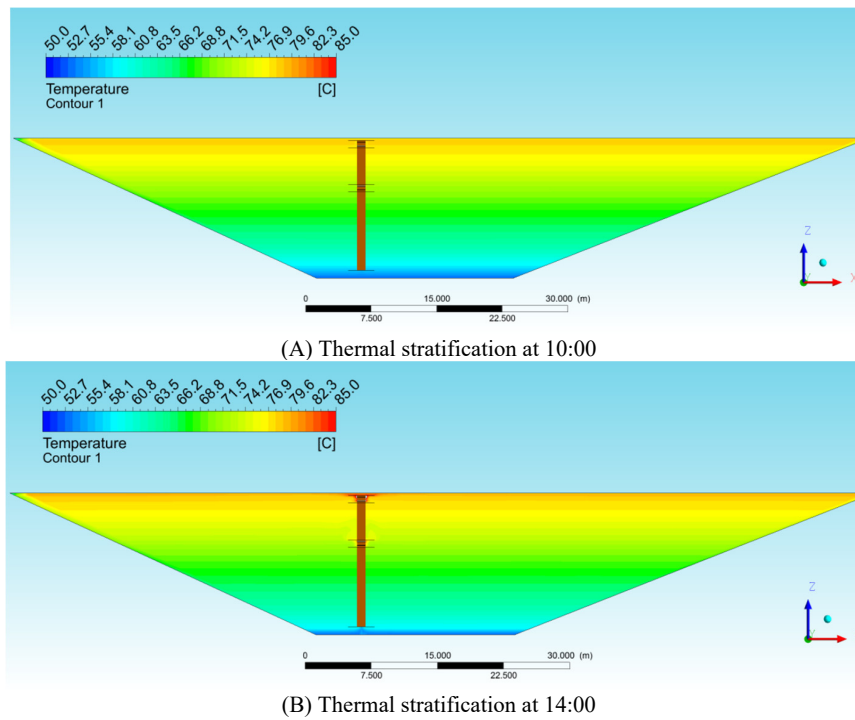 50.0 52.7 55.4 58.1 60.8 63.5 66.2 68.8 71.5 74.2 76.9 79.6 82.3 85.0
Temperature [C]
Contour 1
Z
X
0 15.000 30.000 (m)
7.500 22.500
(A) Thermal stratification at 10:00
50.0 52.7 55.4 58.1 60.8 63.5 66.2 68.8 71.5 74.2 76.9 79.6 82.3 85.0
Temperature [C]
Contour 1
Z
0 15.000 30.000 (m)
7.500 22.500
(B) Thermal stratification at 14:00